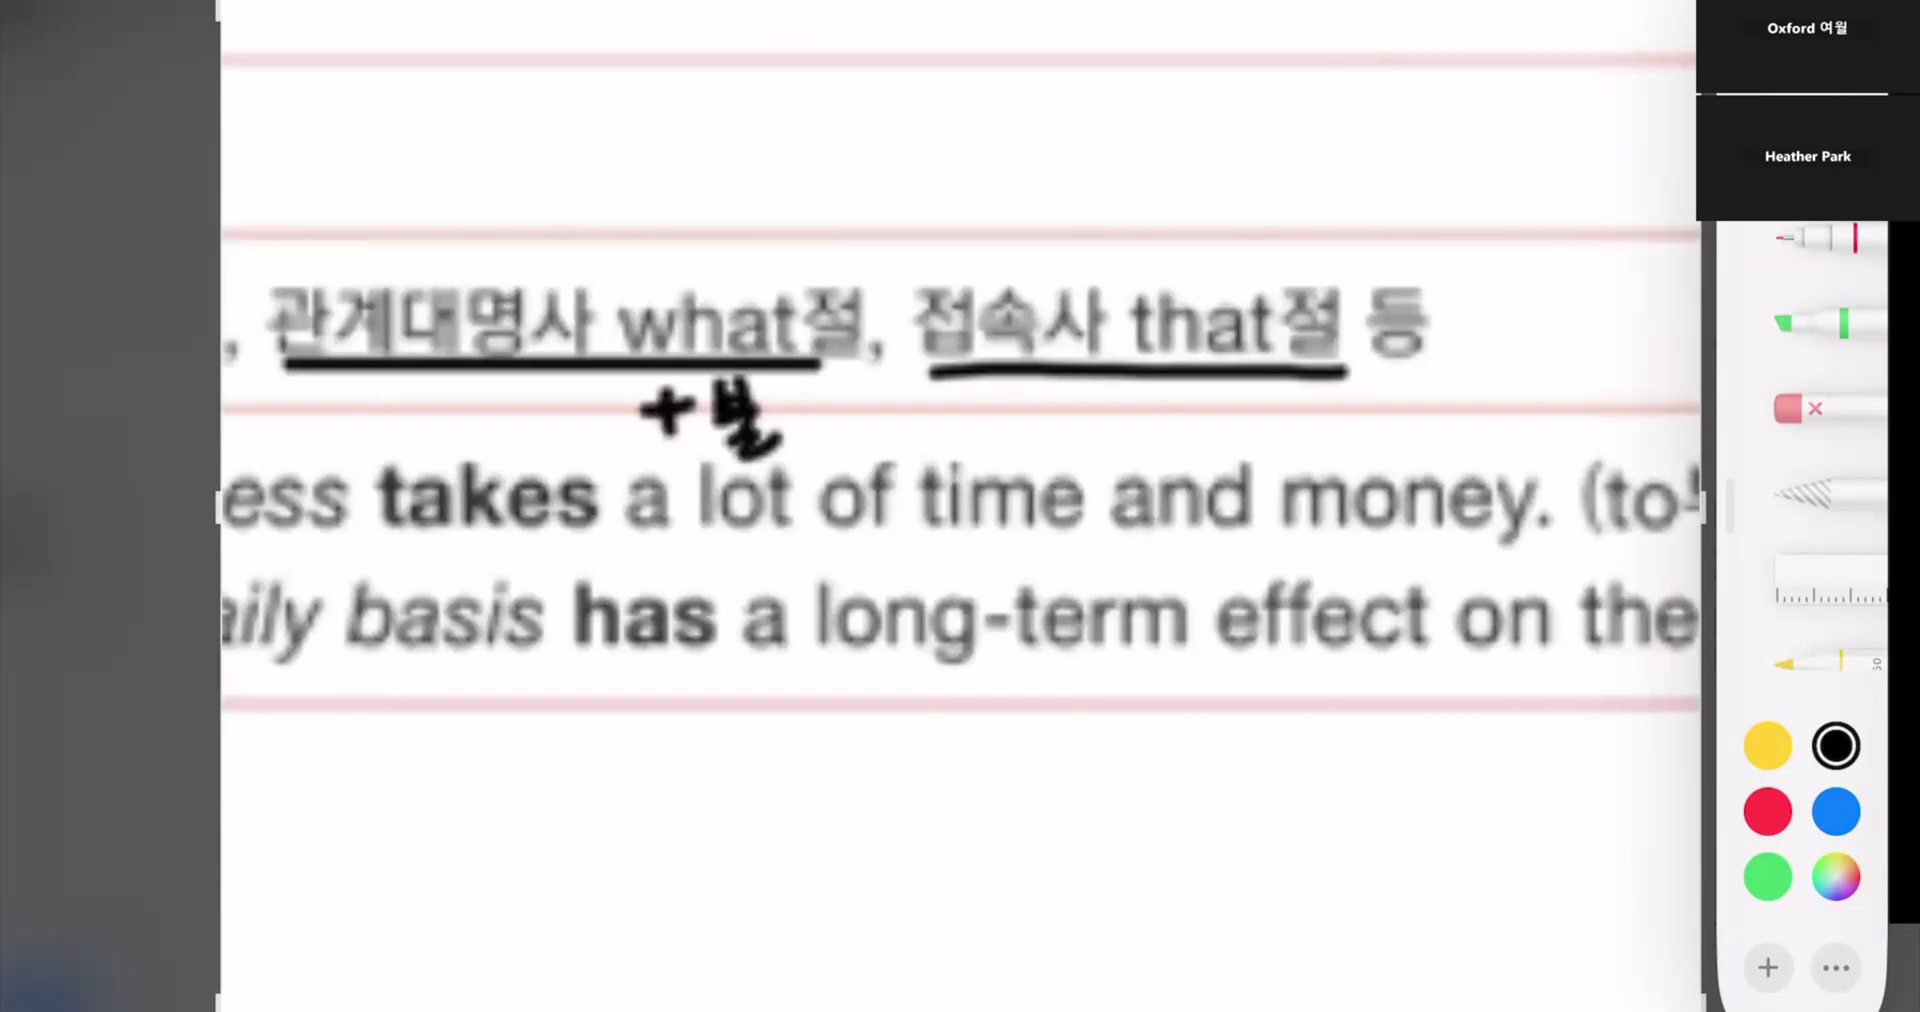 Oxford 여월
Heather Park
, 관계대명사 what절, 접속사 that절 등
+ 불
ess takes a lot of time and money. (to
aily basis has a long-term effect on the
50